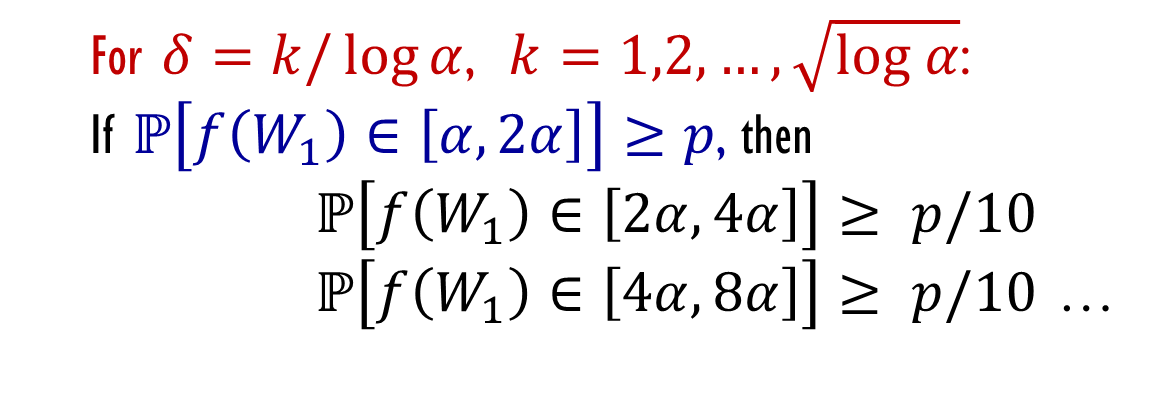 For δ = k/ log α, k = 1,2, … , √log α:
If ℙ[f(W₁) ∈ [α, 2α]] ≥ p, then
ℙ[f(W₁) ∈ [2α, 4α]] ≥ p/10
ℙ[f(W₁) ∈ [4α, 8α]] ≥ p/10 …